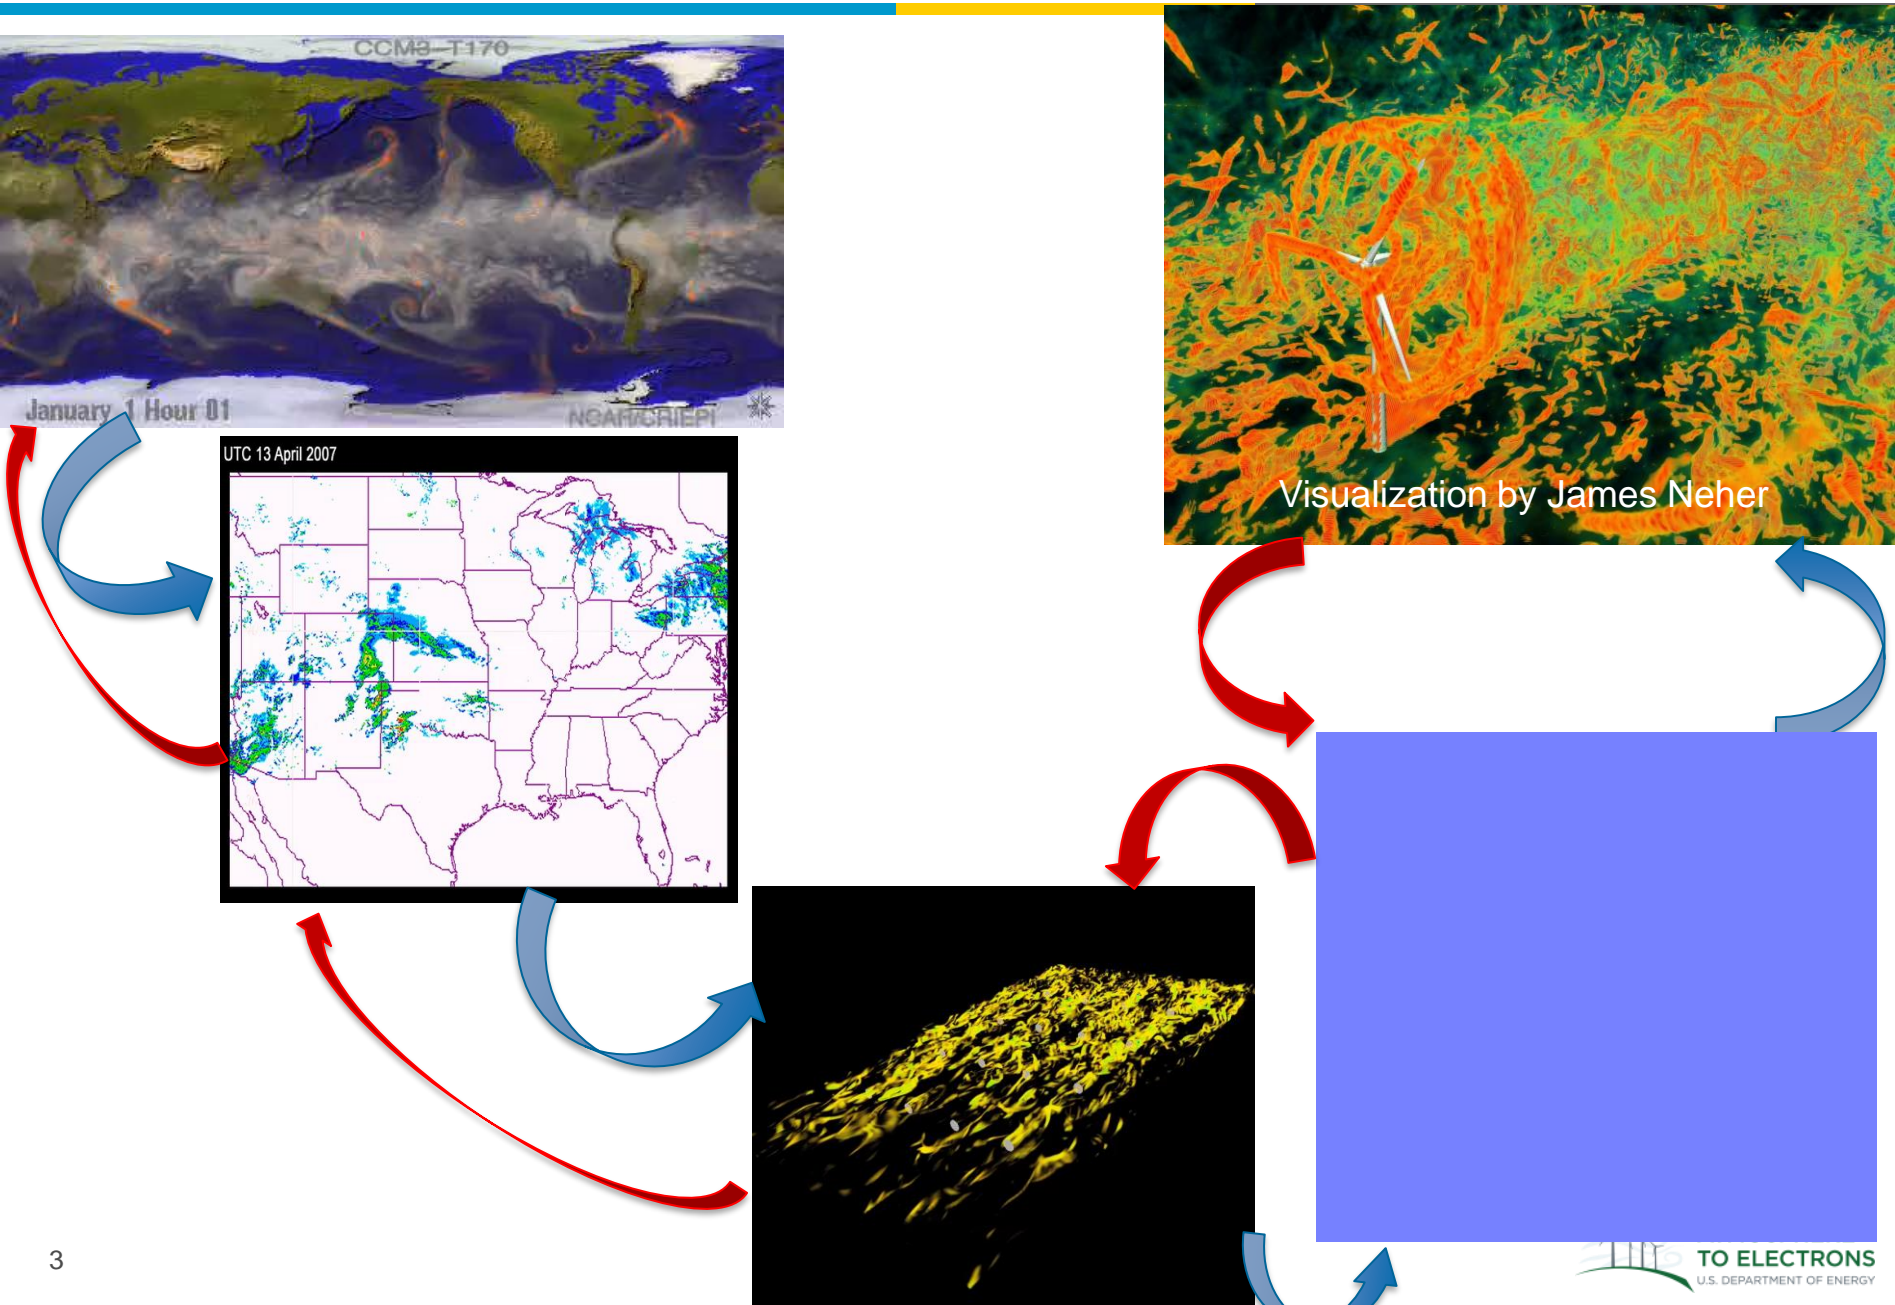 CCM3-T170
January 1 Hour 01
NCAR/CRIEPI
UTC 13 April 2007
Visualization by James Neher
3
TO ELECTRONS
U.S. DEPARTMENT OF ENERGY